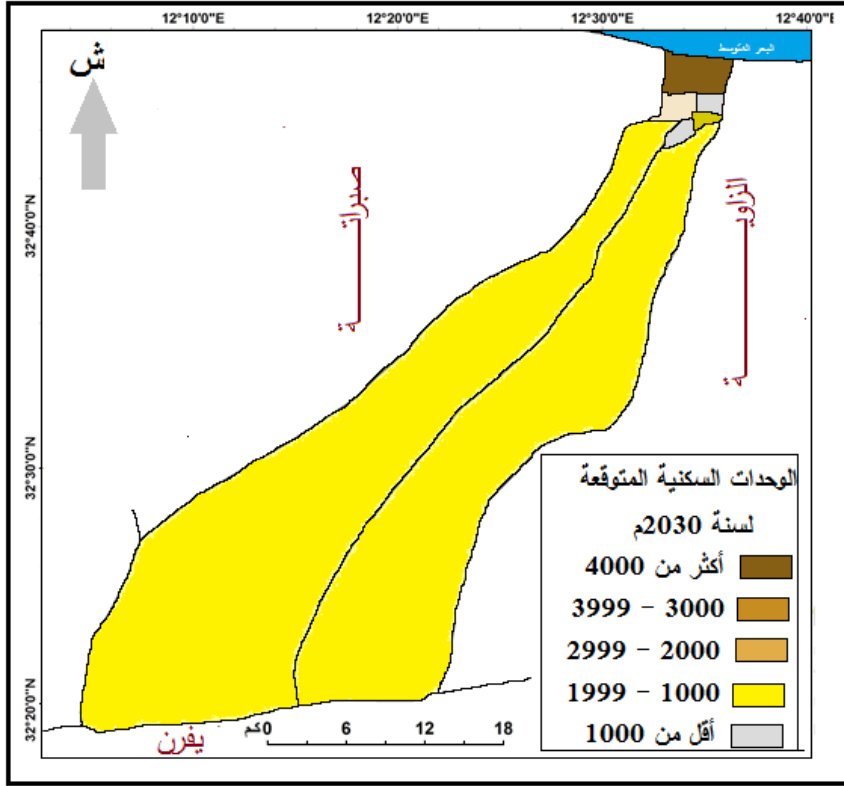 12°10'0"E
12°20'0"E
12°30'0"E
12°40'0"E
البحر المتوسط
ش
صبراتـــة
الزاويـــة
32°40'0"N
32°30'0"N
32°20'0"N
الوحدات السكنية المتوقعة
لسنة 2030م
أكثر من 4000
3000 - 3999
2000 - 2999
1000 - 1999
أقل من 1000
يفرن
0 6 12 18 كم